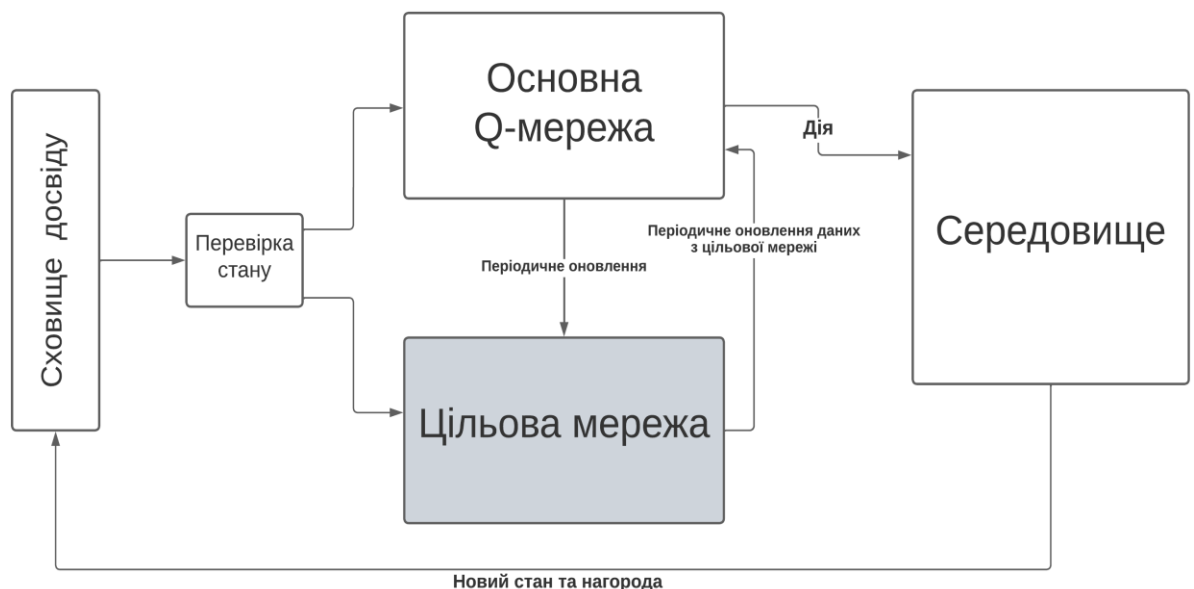 Сховище досвіду
Перевірка
стану
Основна
Q-мережа
Періодичне оновлення
Цільова мережа
Періодичне оновлення даних
з цільової мережі
Дія
Середовище
Новий стан та нагорода